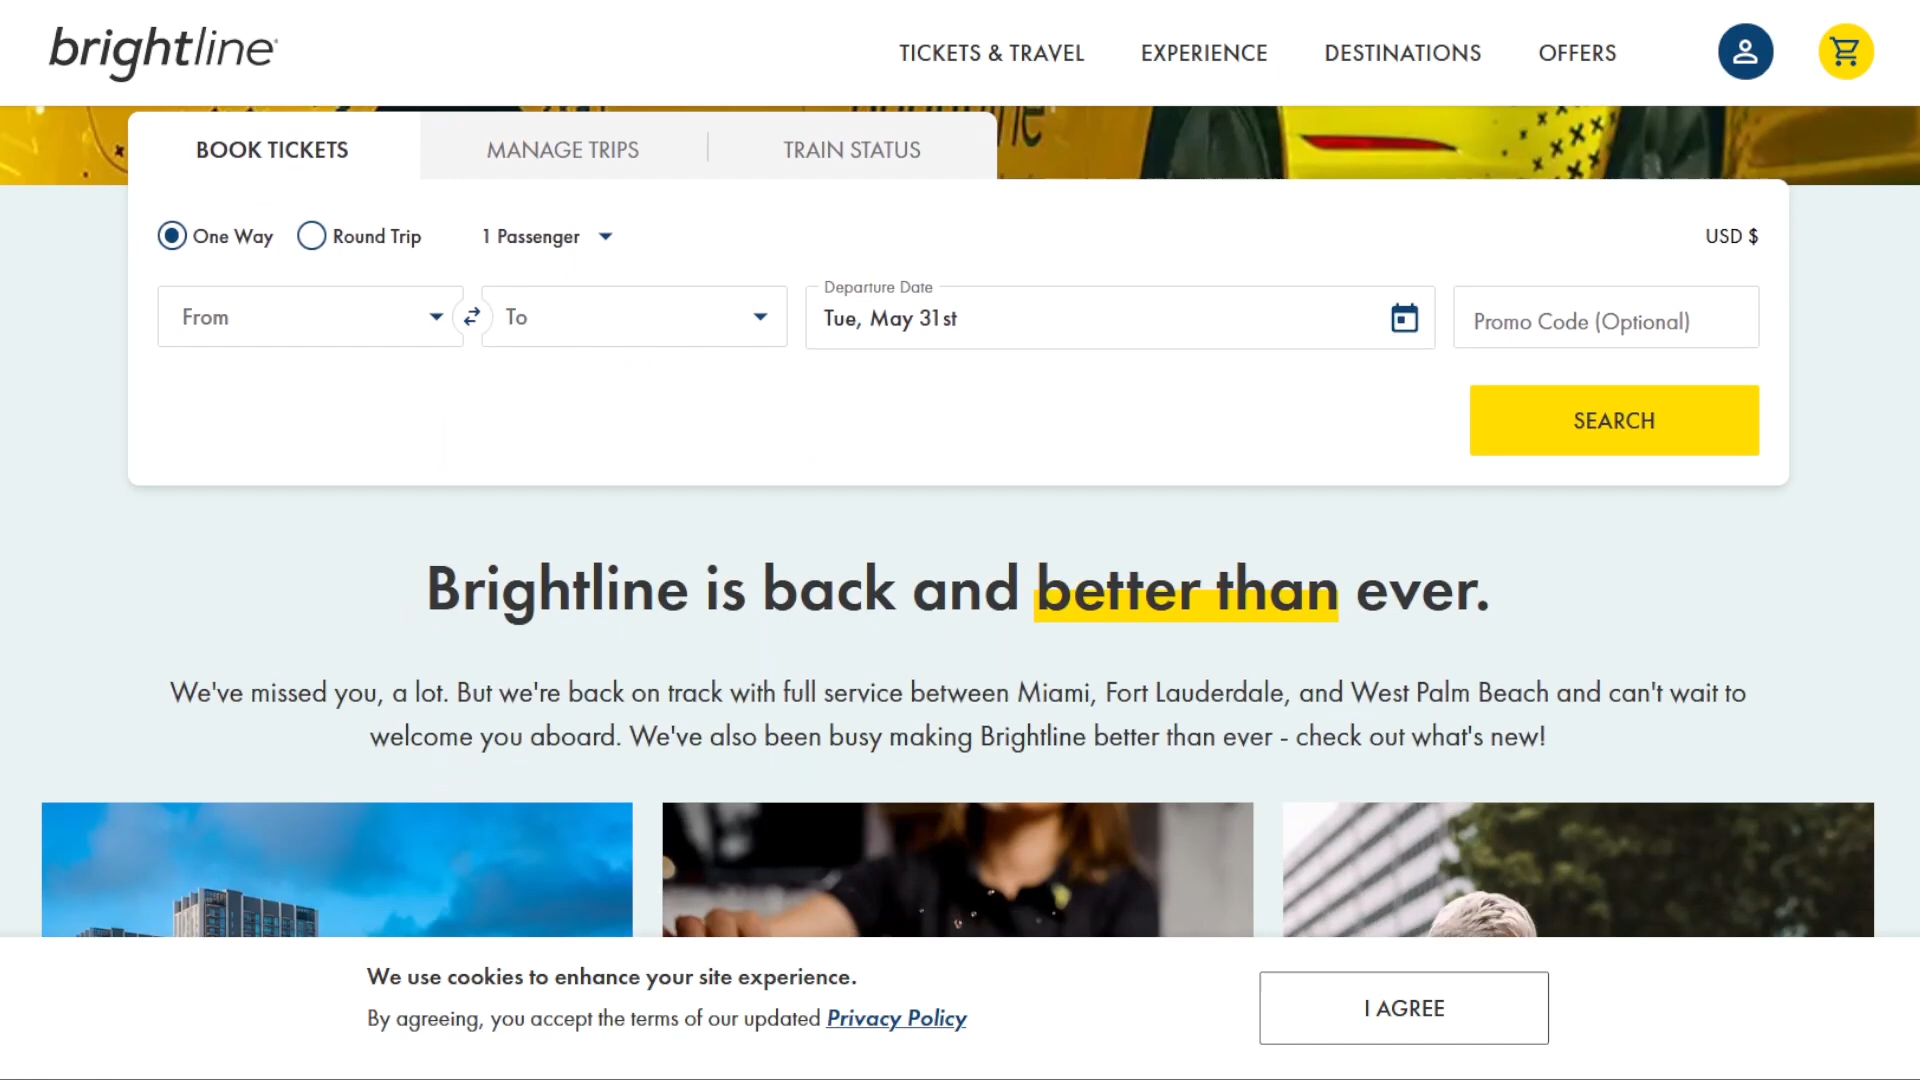 brightline
TICKETS & TRAVEL
EXPERIENCE
DESTINATIONS
OFFERS
BOOK TICKETS
MANAGE TRIPS
TRAIN STATUS
One Way
Round Trip
1 Passenger
USD $
From
To
Departure Date
Tue, May 31st
Promo Code (Optional)
SEARCH
Brightline is back and better than ever.
We've missed you, a lot. But we're back on track with full service between Miami, Fort Lauderdale, and West Palm Beach and can't wait to
welcome you aboard. We've also been busy making Brightline better than ever - check out what's new!
We use cookies to enhance your site experience.
By agreeing, you accept the terms of our updated Privacy Policy
I AGREE